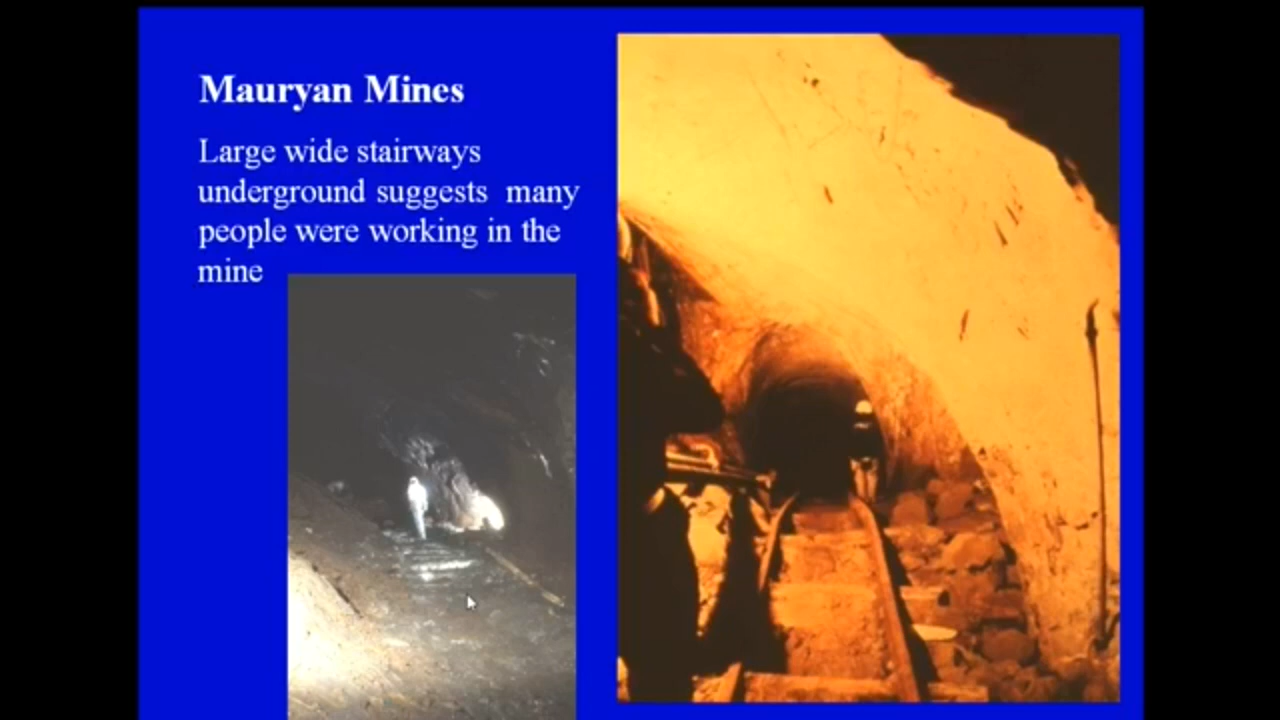 Mauryan Mines
Large wide stairways
underground suggests many
people were working in the
mine